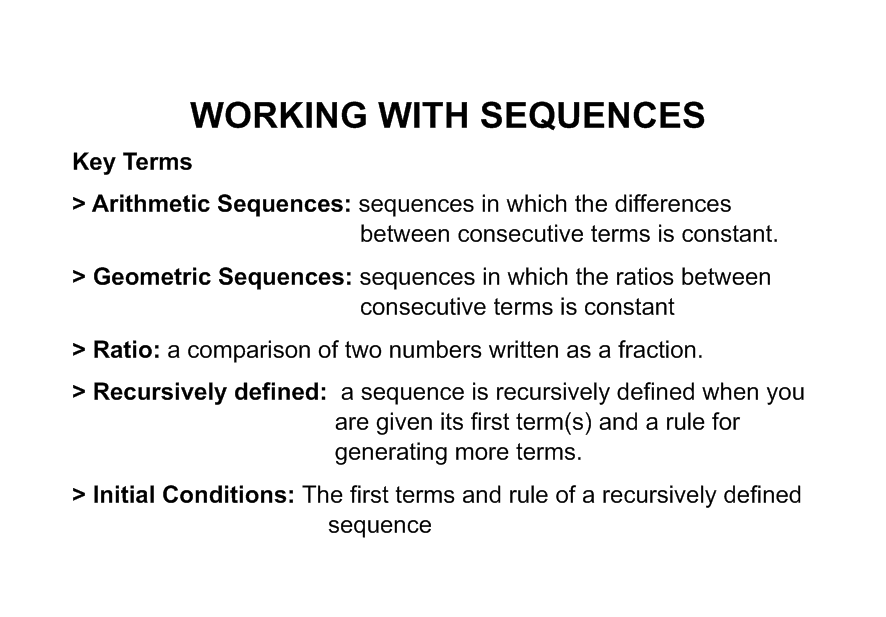 WORKING WITH SEQUENCES
Key Terms
> Arithmetic Sequences: sequences in which the differences
between consecutive terms is constant.
> Geometric Sequences: sequences in which the ratios between
consecutive terms is constant
> Ratio: a comparison of two numbers written as a fraction.
> Recursively defined: a sequence is recursively defined when you
are given its first term(s) and a rule for
generating more terms.
> Initial Conditions: The first terms and rule of a recursively defined
sequence